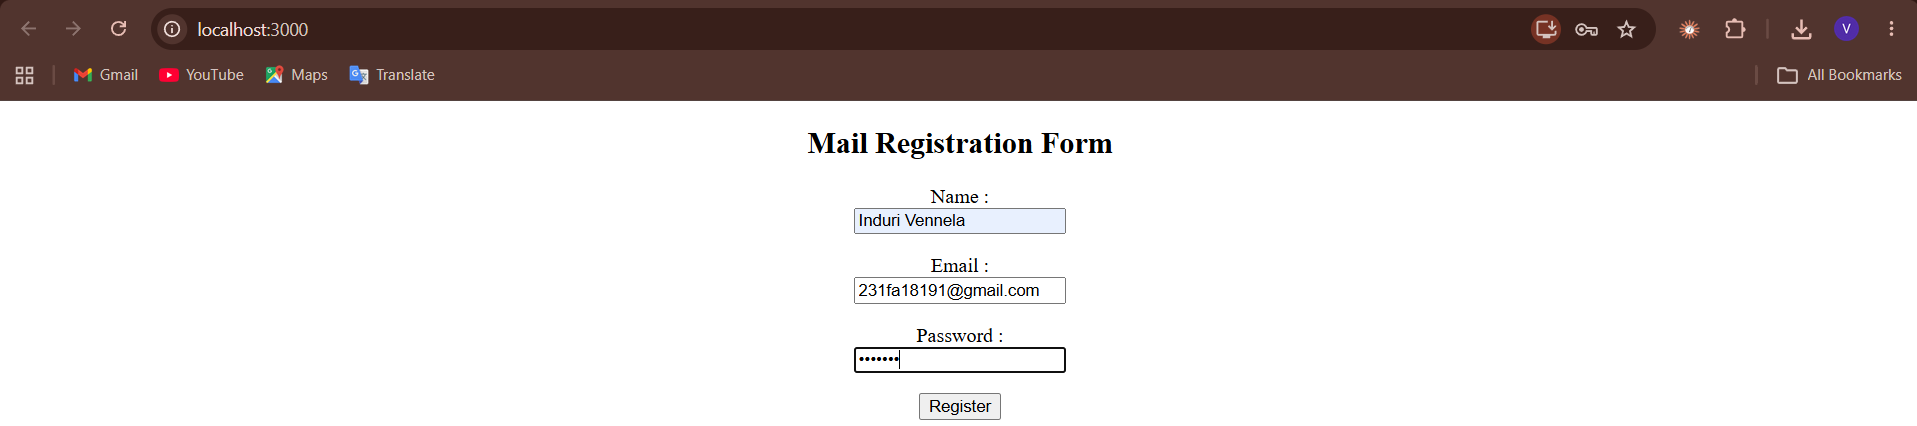 localhost:3000
V
Gmail YouTube Maps Translate All Bookmarks
Mail Registration Form
Name :
Induri Vennela
Email :
231fa18191@gmail.com
Password :
•••••••
Register